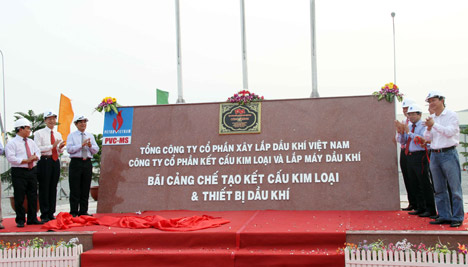 PETROVIETNAM
PVC-MS
TỔNG CÔNG TY CỔ PHẦN XÂY LẮP DẦU KHÍ VIỆT NAM
CÔNG TY CỔ PHẦN KẾT CẤU KIM LOẠI VÀ LẮP MÁY DẦU KHÍ
BÃI CẢNG CHẾ TẠO KẾT CẤU KIM LOẠI
& THIẾT BỊ DẦU KHÍ